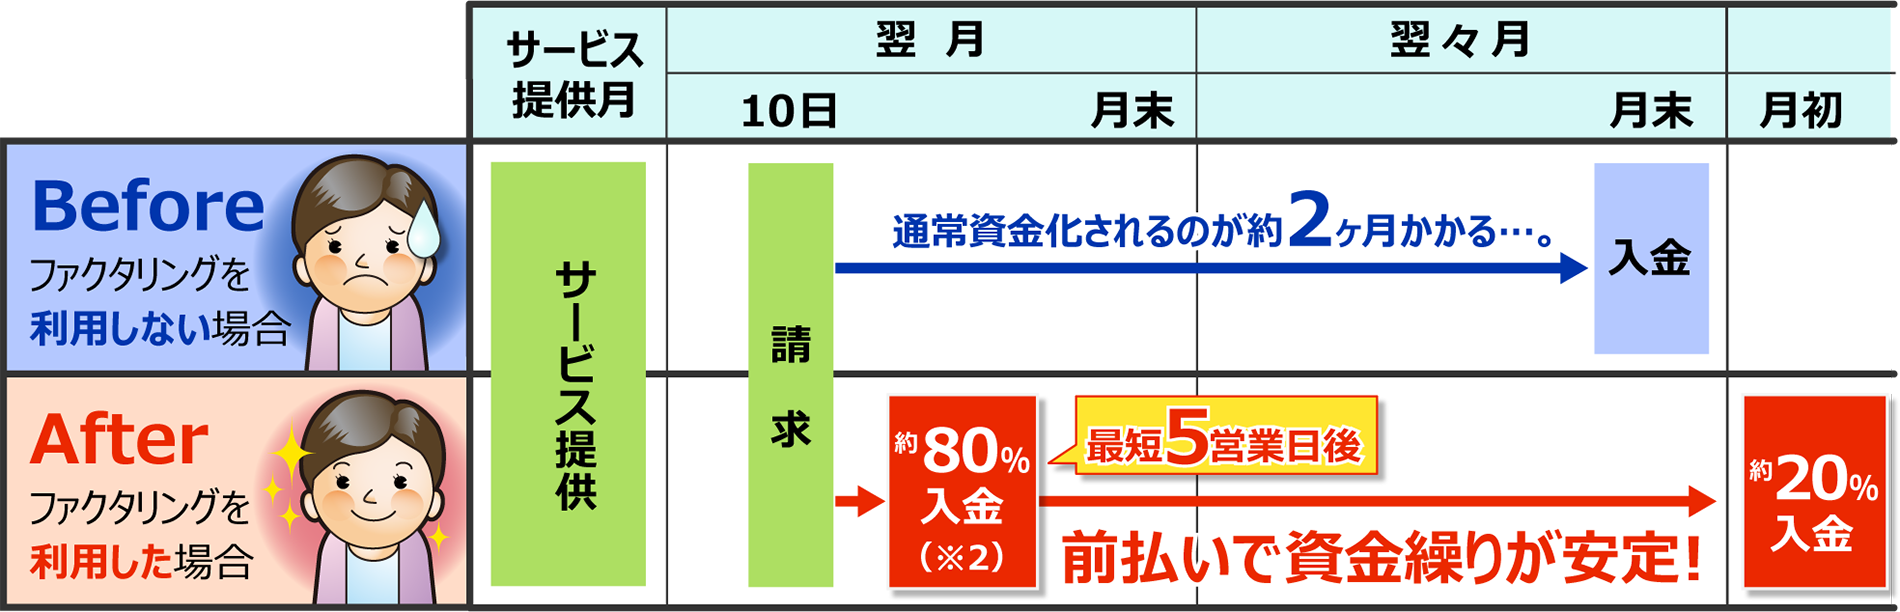 サービス
提供月
翌 月
翌々月
10日
月末
月末
月初
Before
ファクタリングを
利用しない場合
サービス提供
請求
通常資金化されるのが約2ヶ月かかる…。
入金
After
ファクタリングを
利用した場合
約80%
入金
(※2)
最短5営業日後
前払いで資金繰りが安定!
約20%
入金